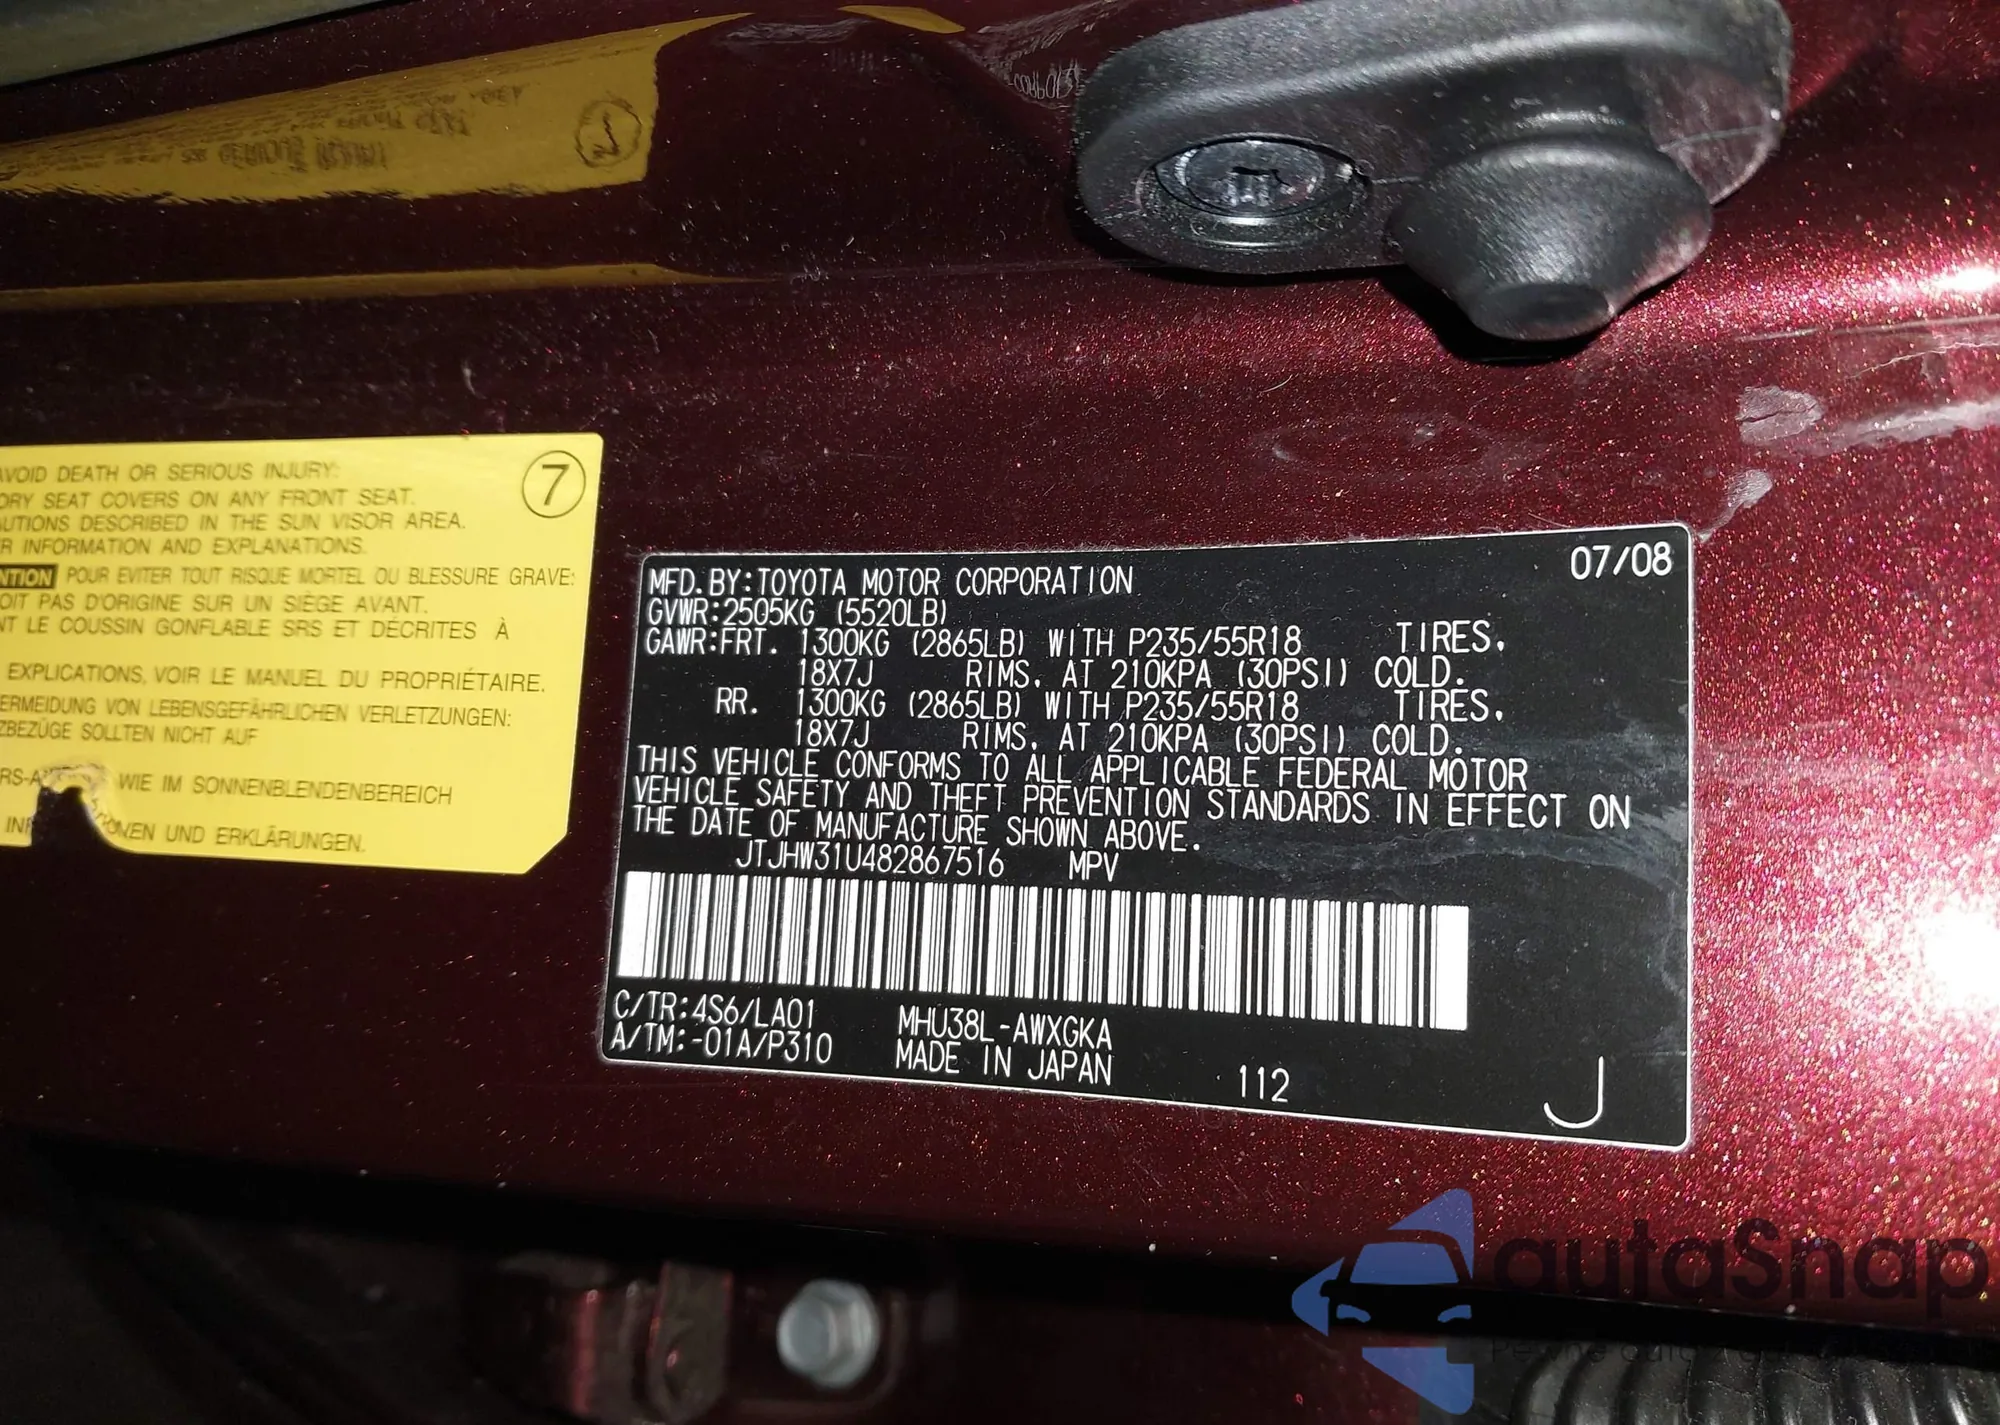 AVOID DEATH OR SERIOUS INJURY:
ORY SEAT COVERS ON ANY FRONT SEAT.
AUTIONS DESCRIBED IN THE SUN VISOR AREA.
R INFORMATION AND EXPLANATIONS.
NTION POUR EVITER TOUT RISQUE MORTEL OU BLESSURE GRAVE:
OIT PAS D'ORIGINE SUR UN SIÈGE AVANT.
NT LE COUSSIN GONFLABLE SRS ET DÉCRITES À
EXPLICATIONS, VOIR LE MANUEL DU PROPRIÉTAIRE.
ERMEIDUNG VON LEBENSGEFÄHRLICHEN VERLETZUNGEN:
ZBEZÜGE SOLLTEN NICHT AUF
WIE IM SONNENBLENDENBEREICH
UND ERKLÄRUNGEN.
7
07/08
MFD.BY:TOYOTA MOTOR CORPORATION
GVWR:2505KG (5520LB)
GAWR:FRT. 1300KG (2865LB) WITH P235/55R18 TIRES.
18X7J RIMS, AT 210KPA (30PSI) COLD.
RR. 1300KG (2865LB) WITH P235/55R18 TIRES.
18X7J RIMS, AT 210KPA (30PSI) COLD.
THIS VEHICLE CONFORMS TO ALL APPLICABLE FEDERAL MOTOR
VEHICLE SAFETY AND THEFT PREVENTION STANDARDS IN EFFECT ON
THE DATE OF MANUFACTURE SHOWN ABOVE.
JTJHW31U482867516 MPV
C/TR:4S6/LA01 MHU38L-AWXGKA
A/TM:-01A/P310 MADE IN JAPAN
112
J
autaSnap